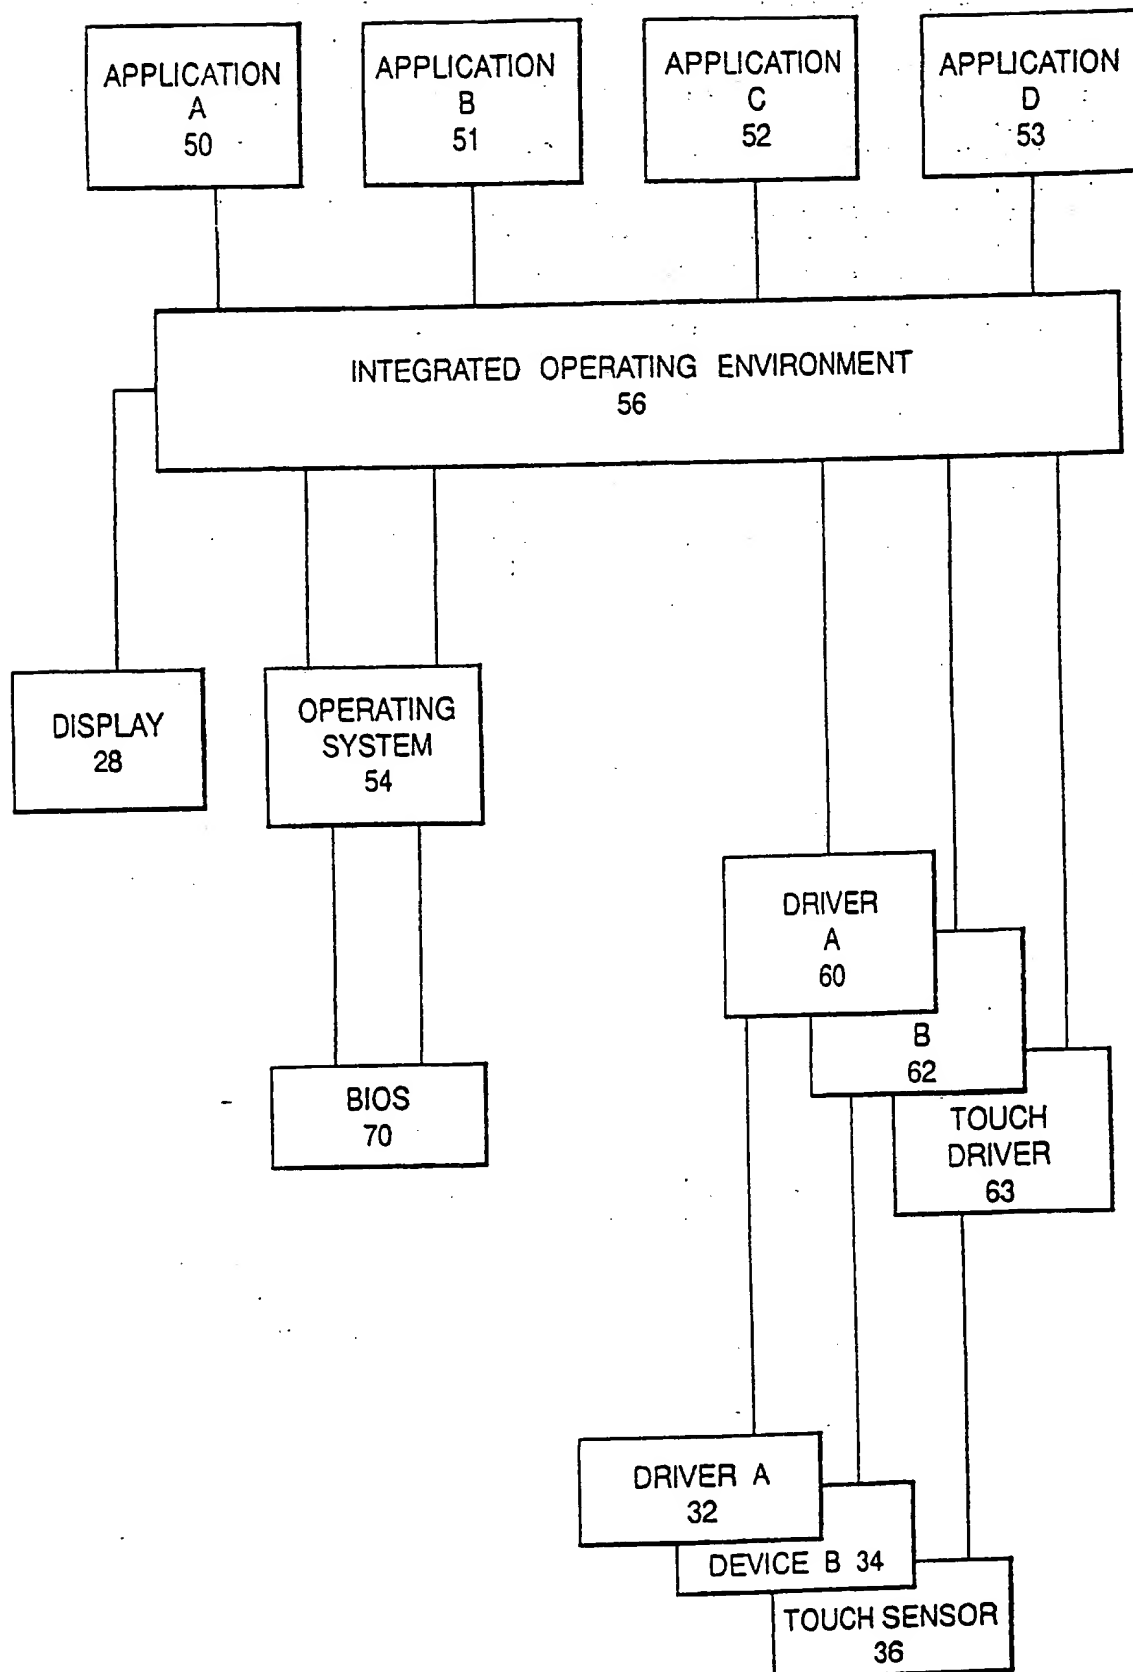 APPLICATION
A
50
APPLICATION
B
51
APPLICATION
C
52
APPLICATION
D
53
INTEGRATED OPERATING ENVIRONMENT
56
DISPLAY
28
OPERATING
SYSTEM
54
DRIVER
A
60
B
62
BIOS
70
TOUCH
DRIVER
63
DRIVER A
32
DEVICE B 34
TOUCH SENSOR
36